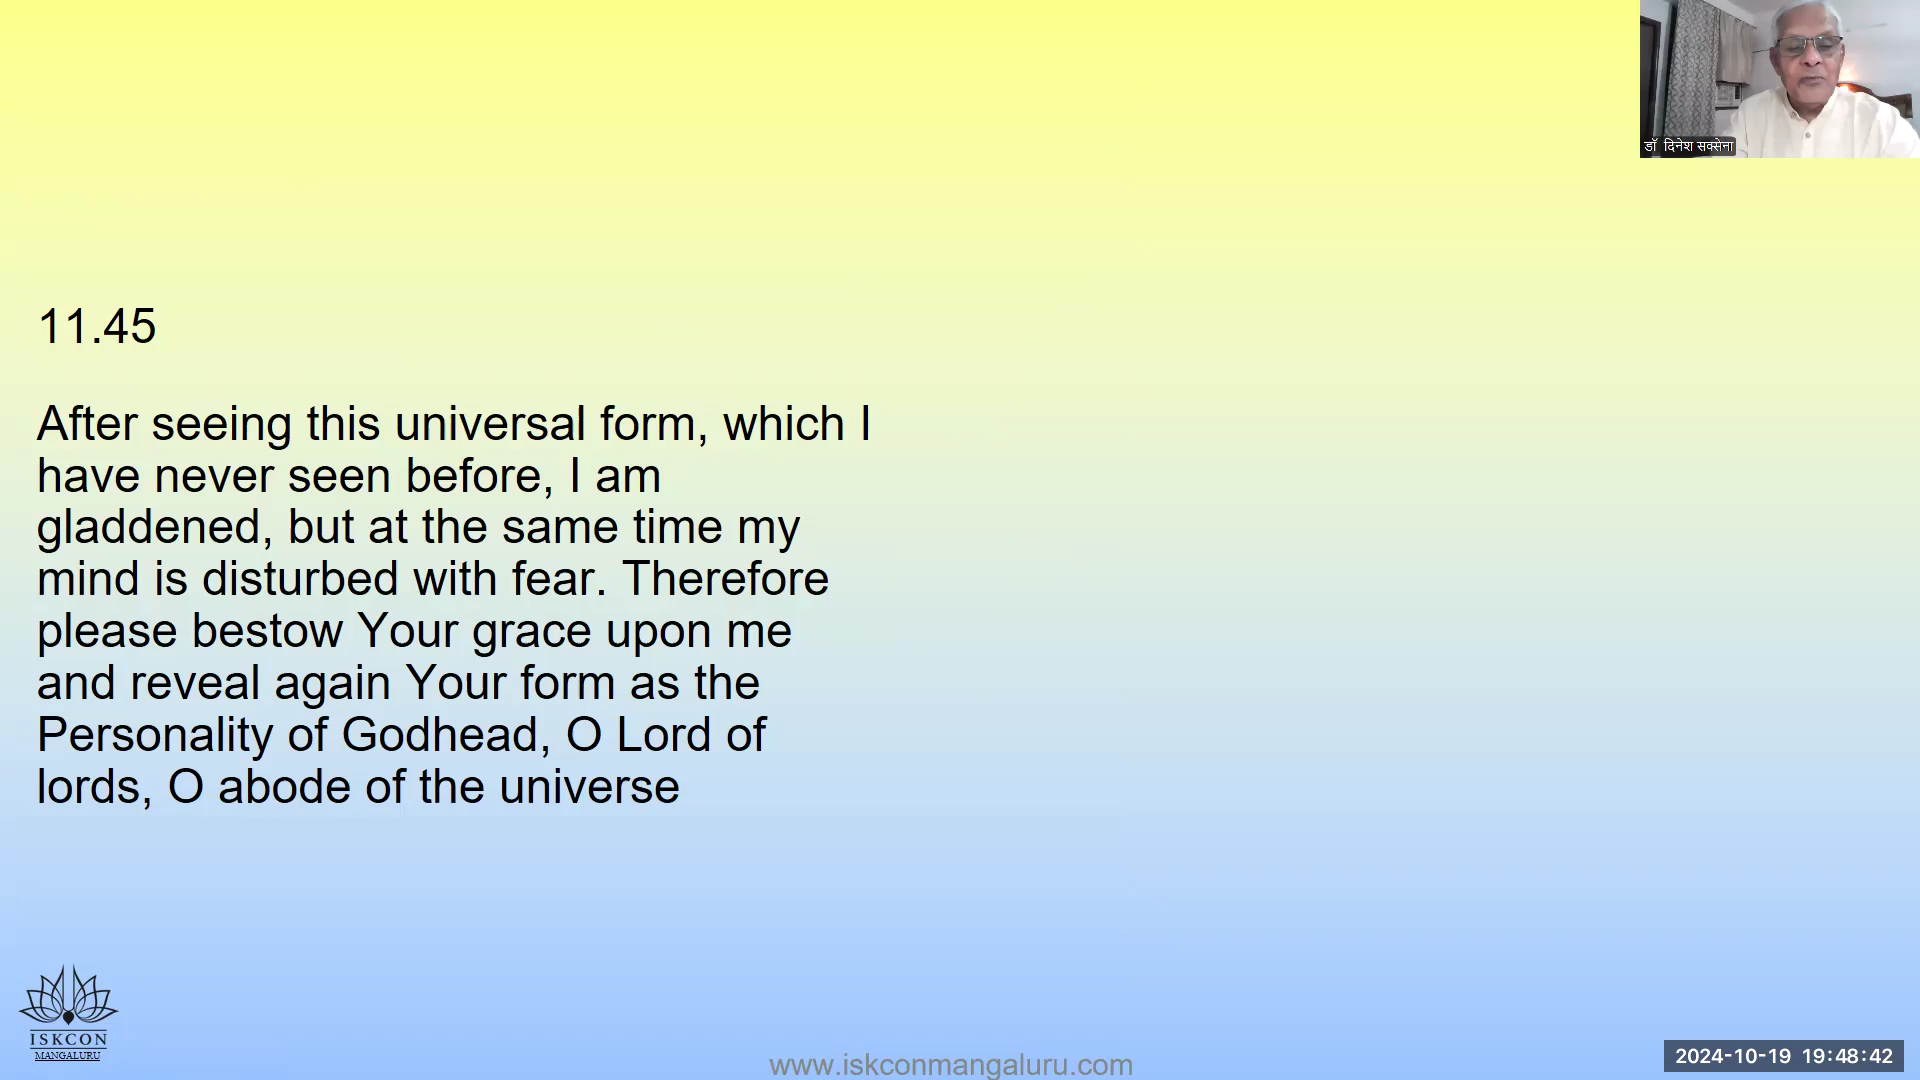 डॉ दिनेश सक्सेना
11.45
After seeing this universal form, which I
have never seen before, I am
gladdened, but at the same time my
mind is disturbed with fear. Therefore
please bestow Your grace upon me
and reveal again Your form as the
Personality of Godhead, O Lord of
lords, O abode of the universe
ISKCON
MANGALURU
www.iskconmangaluru.com
2024-10-19 19:48:42